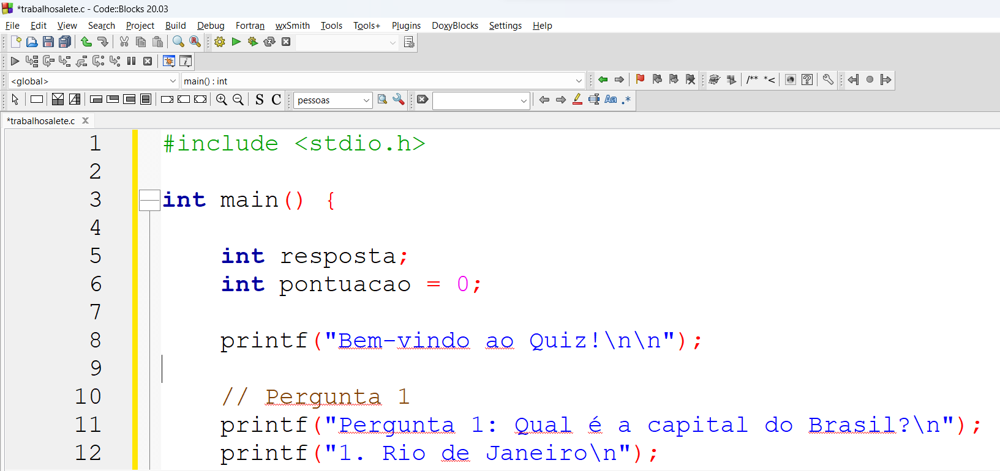 *trabalhosalete.c - Code::Blocks 20.03
File Edit View Search Project Build Debug Fortran wxSmith Tools Tools+ Plugins DoxyBlocks Settings Help
<global> main() : int /** *<
S C pessoas Aa .*
*trabalhosalete.c X
1 #include <stdio.h>
2
3 int main() {
4
5 int resposta;
6 int pontuacao = 0;
7
8 printf("Bem-vindo ao Quiz!\n\n");
9
10 // Pergunta 1
11 printf("Pergunta 1: Qual é a capital do Brasil?\n");
12 printf("1. Rio de Janeiro\n");